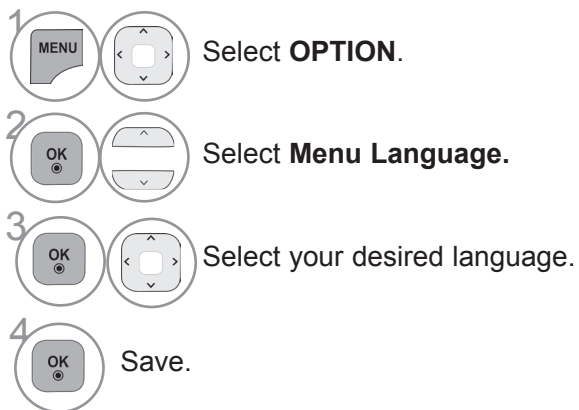 1
MENU
Select OPTION.
2
OK
Select Menu Language.
3
OK
Select your desired language.
4
OK
Save.